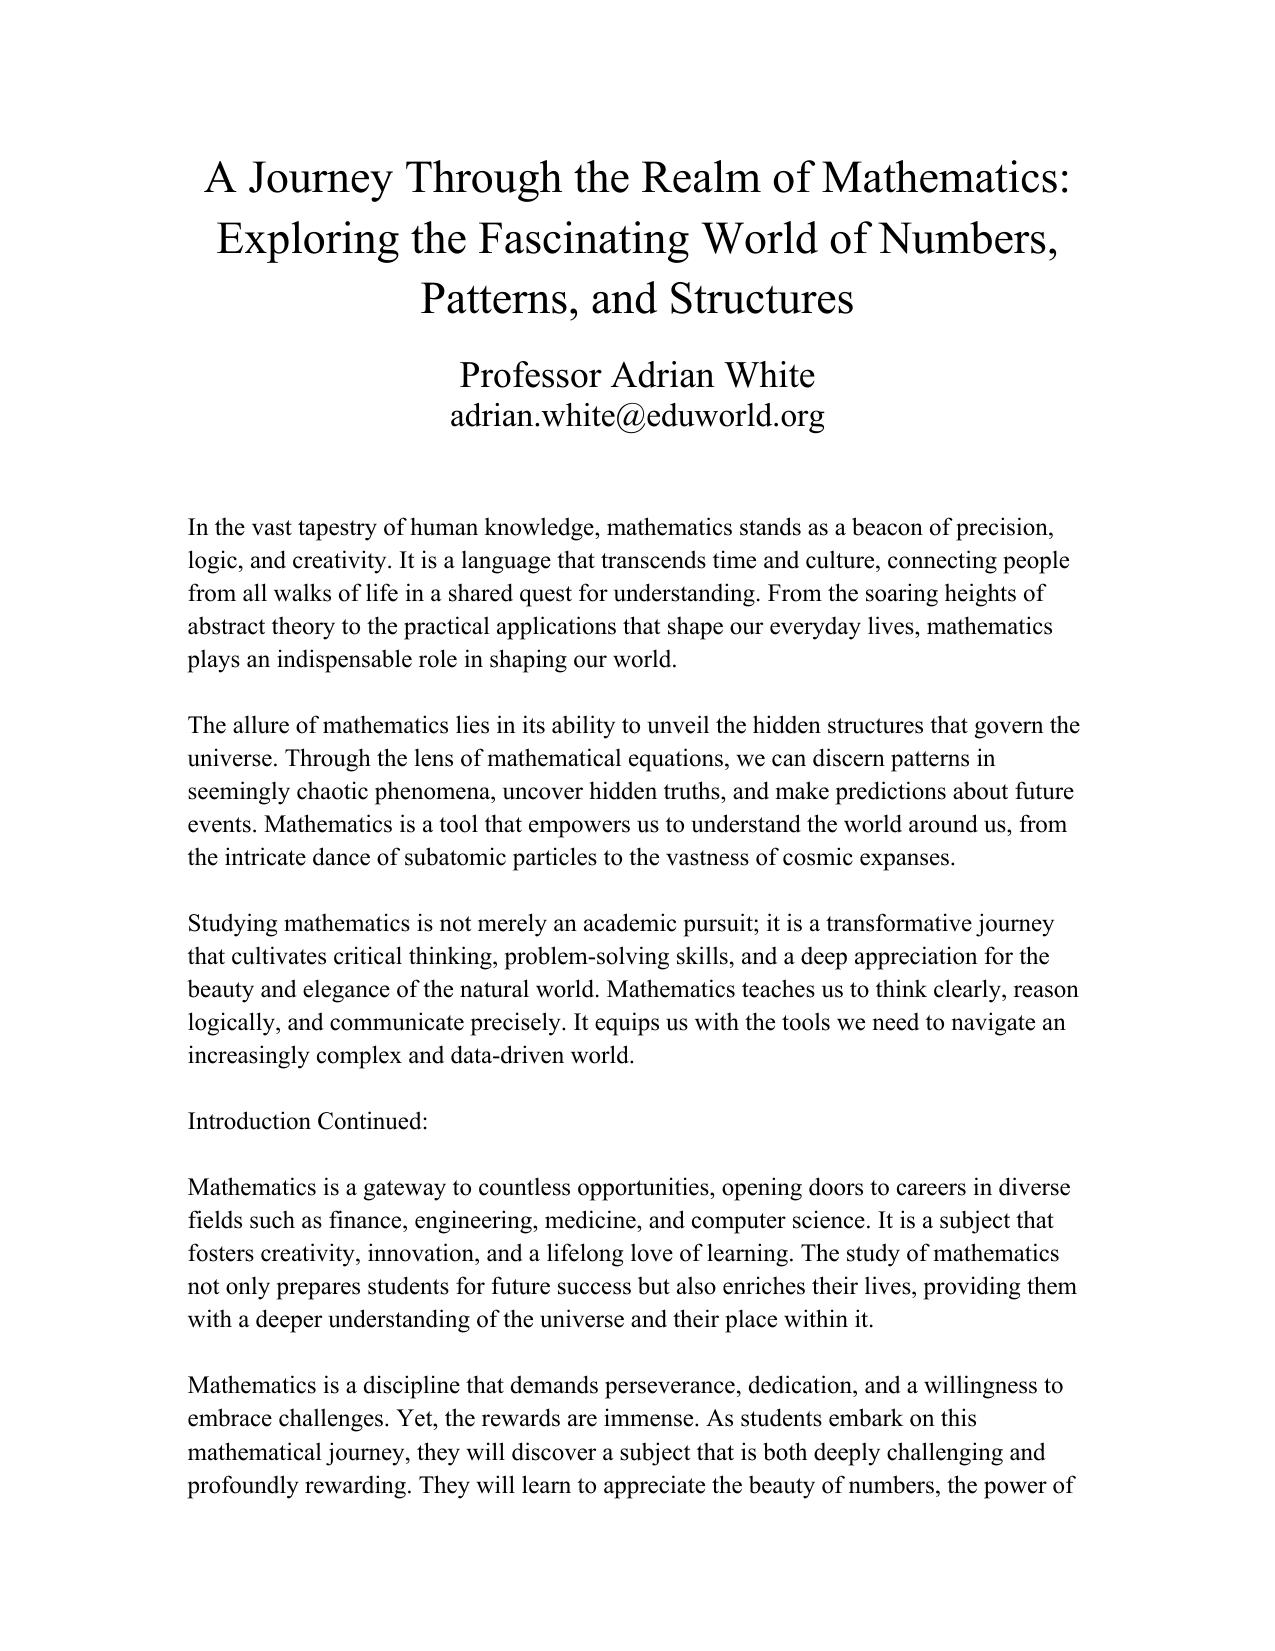 A Journey Through the Realm of Mathematics:
Exploring the Fascinating World of Numbers,
Patterns, and Structures
Professor Adrian White
adrian.white@eduworld.org
In the vast tapestry of human knowledge, mathematics stands as a beacon of precision,
logic, and creativity. It is a language that transcends time and culture, connecting people
from all walks of life in a shared quest for understanding. From the soaring heights of
abstract theory to the practical applications that shape our everyday lives, mathematics
plays an indispensable role in shaping our world.
The allure of mathematics lies in its ability to unveil the hidden structures that govern the
universe. Through the lens of mathematical equations, we can discern patterns in
seemingly chaotic phenomena, uncover hidden truths, and make predictions about future
events. Mathematics is a tool that empowers us to understand the world around us, from
the intricate dance of subatomic particles to the vastness of cosmic expanses.
Studying mathematics is not merely an academic pursuit; it is a transformative journey
that cultivates critical thinking, problem-solving skills, and a deep appreciation for the
beauty and elegance of the natural world. Mathematics teaches us to think clearly, reason
logically, and communicate precisely. It equips us with the tools we need to navigate an
increasingly complex and data-driven world.
Introduction Continued:
Mathematics is a gateway to countless opportunities, opening doors to careers in diverse
fields such as finance, engineering, medicine, and computer science. It is a subject that
fosters creativity, innovation, and a lifelong love of learning. The study of mathematics
not only prepares students for future success but also enriches their lives, providing them
with a deeper understanding of the universe and their place within it.
Mathematics is a discipline that demands perseverance, dedication, and a willingness to
embrace challenges. Yet, the rewards are immense. As students embark on this
mathematical journey, they will discover a subject that is both deeply challenging and
profoundly rewarding. They will learn to appreciate the beauty of numbers, the power of